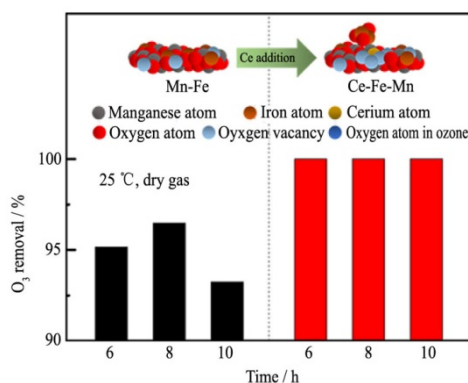 Ce addition
Mn-Fe Ce-Fe-Mn
Manganese atom Iron atom Cerium atom
Oxygen atom Oyxgen vacancy Oxygen atom in ozone
25 ℃, dry gas
O₃ removal / %
100
95
90
6 8 10 6 8 10
Time / h